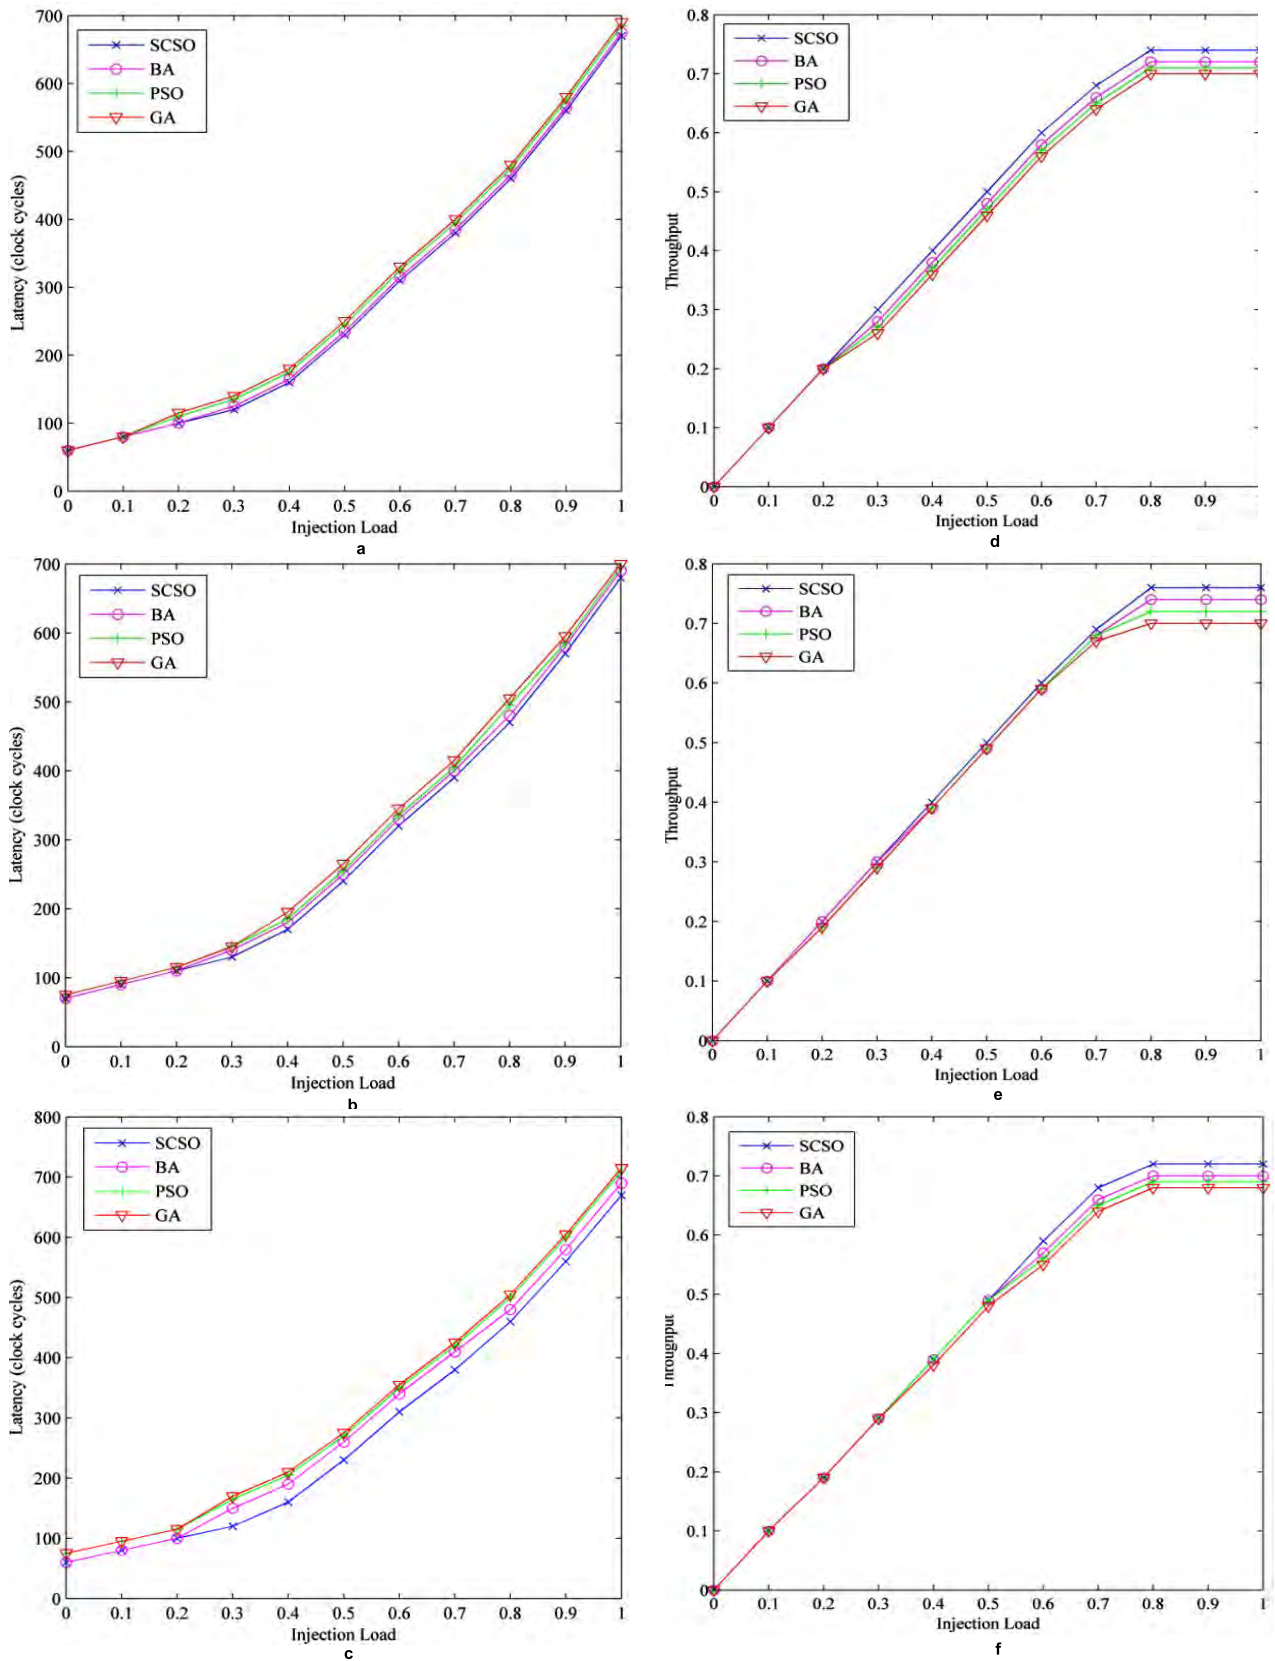 700
600
500
400
300
200
100
0
Latency (clock cycles)
SCSO
BA
PSO
GA
0 0.1 0.2 0.3 0.4 0.5 0.6 0.7 0.8 0.9 1
Injection Load
a
0.8
0.7
0.6
0.5
0.4
0.3
0.2
0.1
0
Throughput
SCSO
BA
PSO
GA
0 0.1 0.2 0.3 0.4 0.5 0.6 0.7 0.8 0.9
Injection Load
d
700
600
500
400
300
200
100
0
Latency (clock cycles)
SCSO
BA
PSO
GA
0 0.1 0.2 0.3 0.4 0.5 0.6 0.7 0.8 0.9 1
Injection Load
b
0.8
0.7
0.6
0.5
0.4
0.3
0.2
0.1
0
Throughput
SCSO
BA
PSO
GA
0 0.1 0.2 0.3 0.4 0.5 0.6 0.7 0.8 0.9 1
Injection Load
e
800
700
600
500
400
300
200
100
0
Latency (clock cycles)
SCSO
BA
PSO
GA
0 0.1 0.2 0.3 0.4 0.5 0.6 0.7 0.8 0.9 1
Injection Load
c
0.8
0.7
0.6
0.5
0.4
0.3
0.2
0.1
0
Throughput
SCSO
BA
PSO
GA
0 0.1 0.2 0.3 0.4 0.5 0.6 0.7 0.8 0.9 1
Injection Load
f